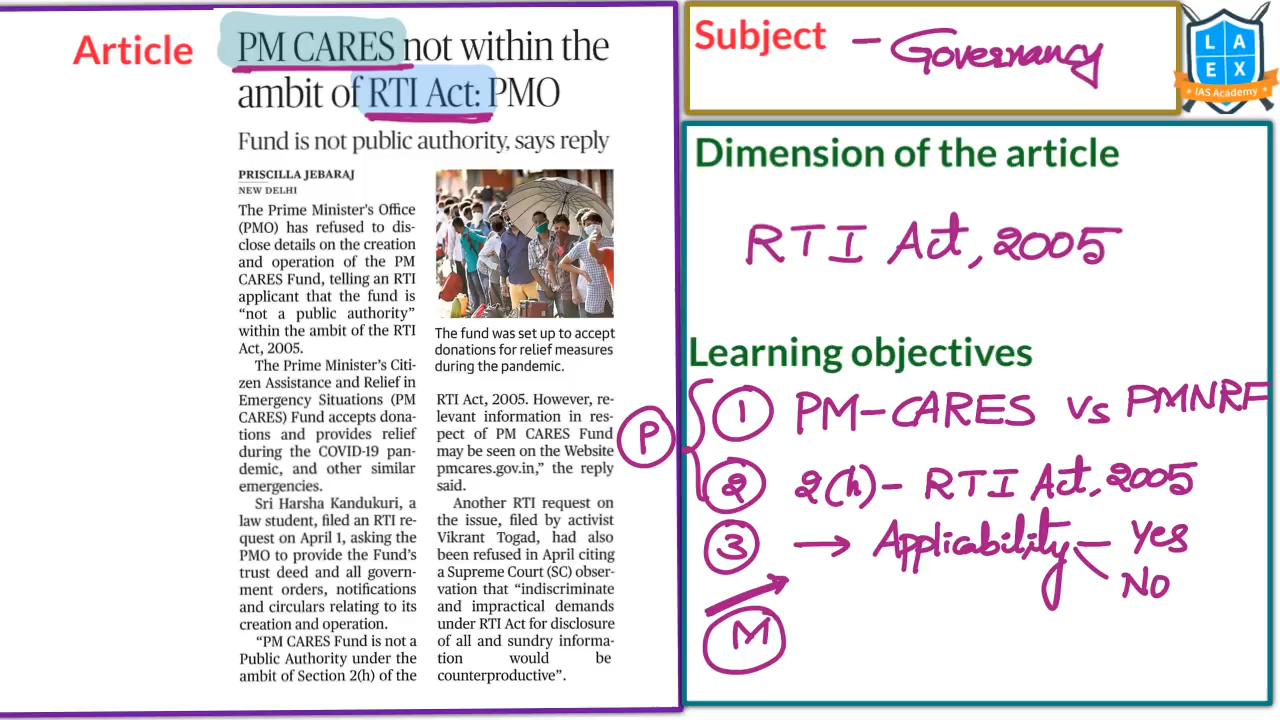 Article
PM CARES not within the
ambit of RTI Act: PMO
Fund is not public authority, says reply
PRISCILLA JEBARAJ
NEW DELHI
The Prime Minister's Office
(PMO) has refused to dis-
close details on the creation
and operation of the PM
CARES Fund, telling an RTI
applicant that the fund is
“not a public authority”
within the ambit of the RTI
Act, 2005.
The Prime Minister’s Citi-
zen Assistance and Relief in
Emergency Situations (PM
CARES) Fund accepts dona-
tions and provides relief
during the COVID-19 pan-
demic, and other similar
emergencies.
Sri Harsha Kandukuri, a
law student, filed an RTI re-
quest on April 1, asking the
PMO to provide the Fund’s
trust deed and all govern-
ment orders, notifications
and circulars relating to its
creation and operation.
“PM CARES Fund is not a
Public Authority under the
ambit of Section 2(h) of the
The fund was set up to accept
donations for relief measures
during the pandemic.
RTI Act, 2005. However, re-
levant information in res-
pect of PM CARES Fund
may be seen on the Website
pmcares.gov.in,” the reply
said.
Another RTI request on
the issue, filed by activist
Vikrant Togad, had also
been refused in April citing
a Supreme Court (SC) obser-
vation that “indiscriminate
and impractical demands
under RTI Act for disclosure
of all and sundry informa-
tion would be
counterproductive”.
Subject - Governancy
LA
EX
IAS Academy
Dimension of the article
RTI Act, 2005
Learning objectives
P
1 PM-CARES Vs PMNRF
2 2(h) - RTI Act, 2005
3 → Applicability - Yes
No
M